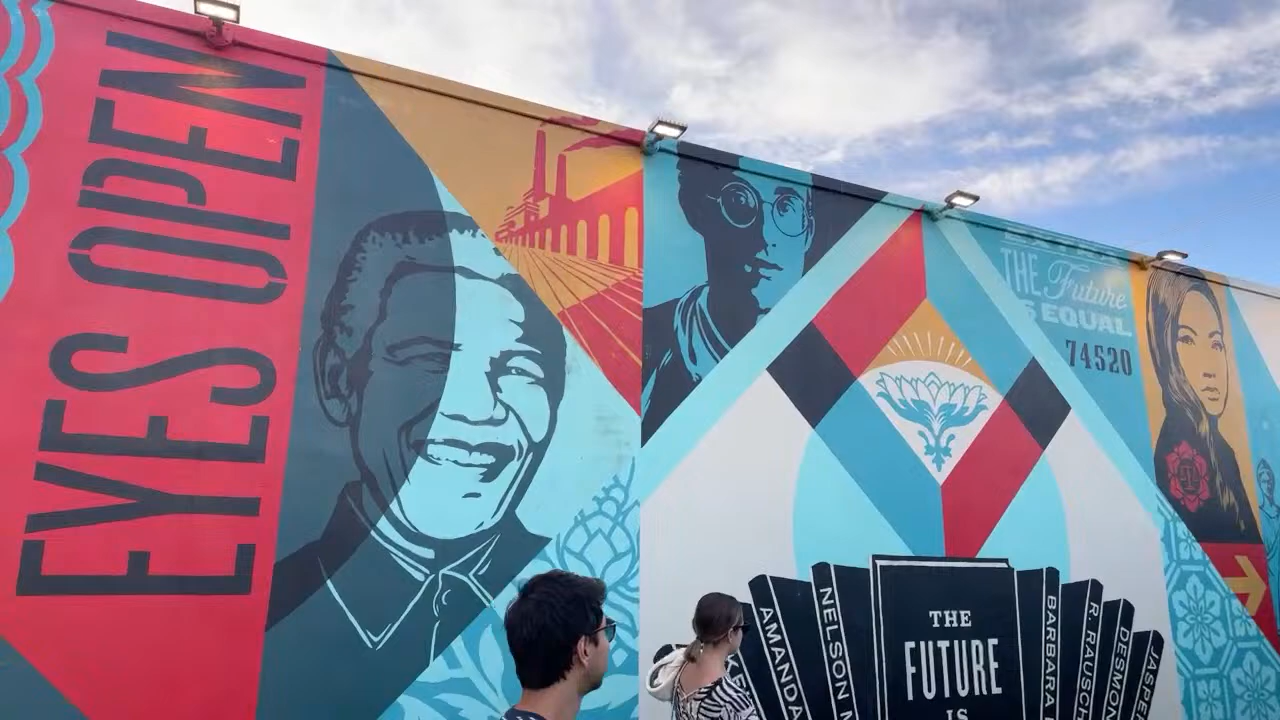 EYES OPEN
THE Future
IS EQUAL
74520
AMANDA
NELSON M
THE
FUTURE
IS
BARBARA
R. RAUSCH
DESMON
JASPE